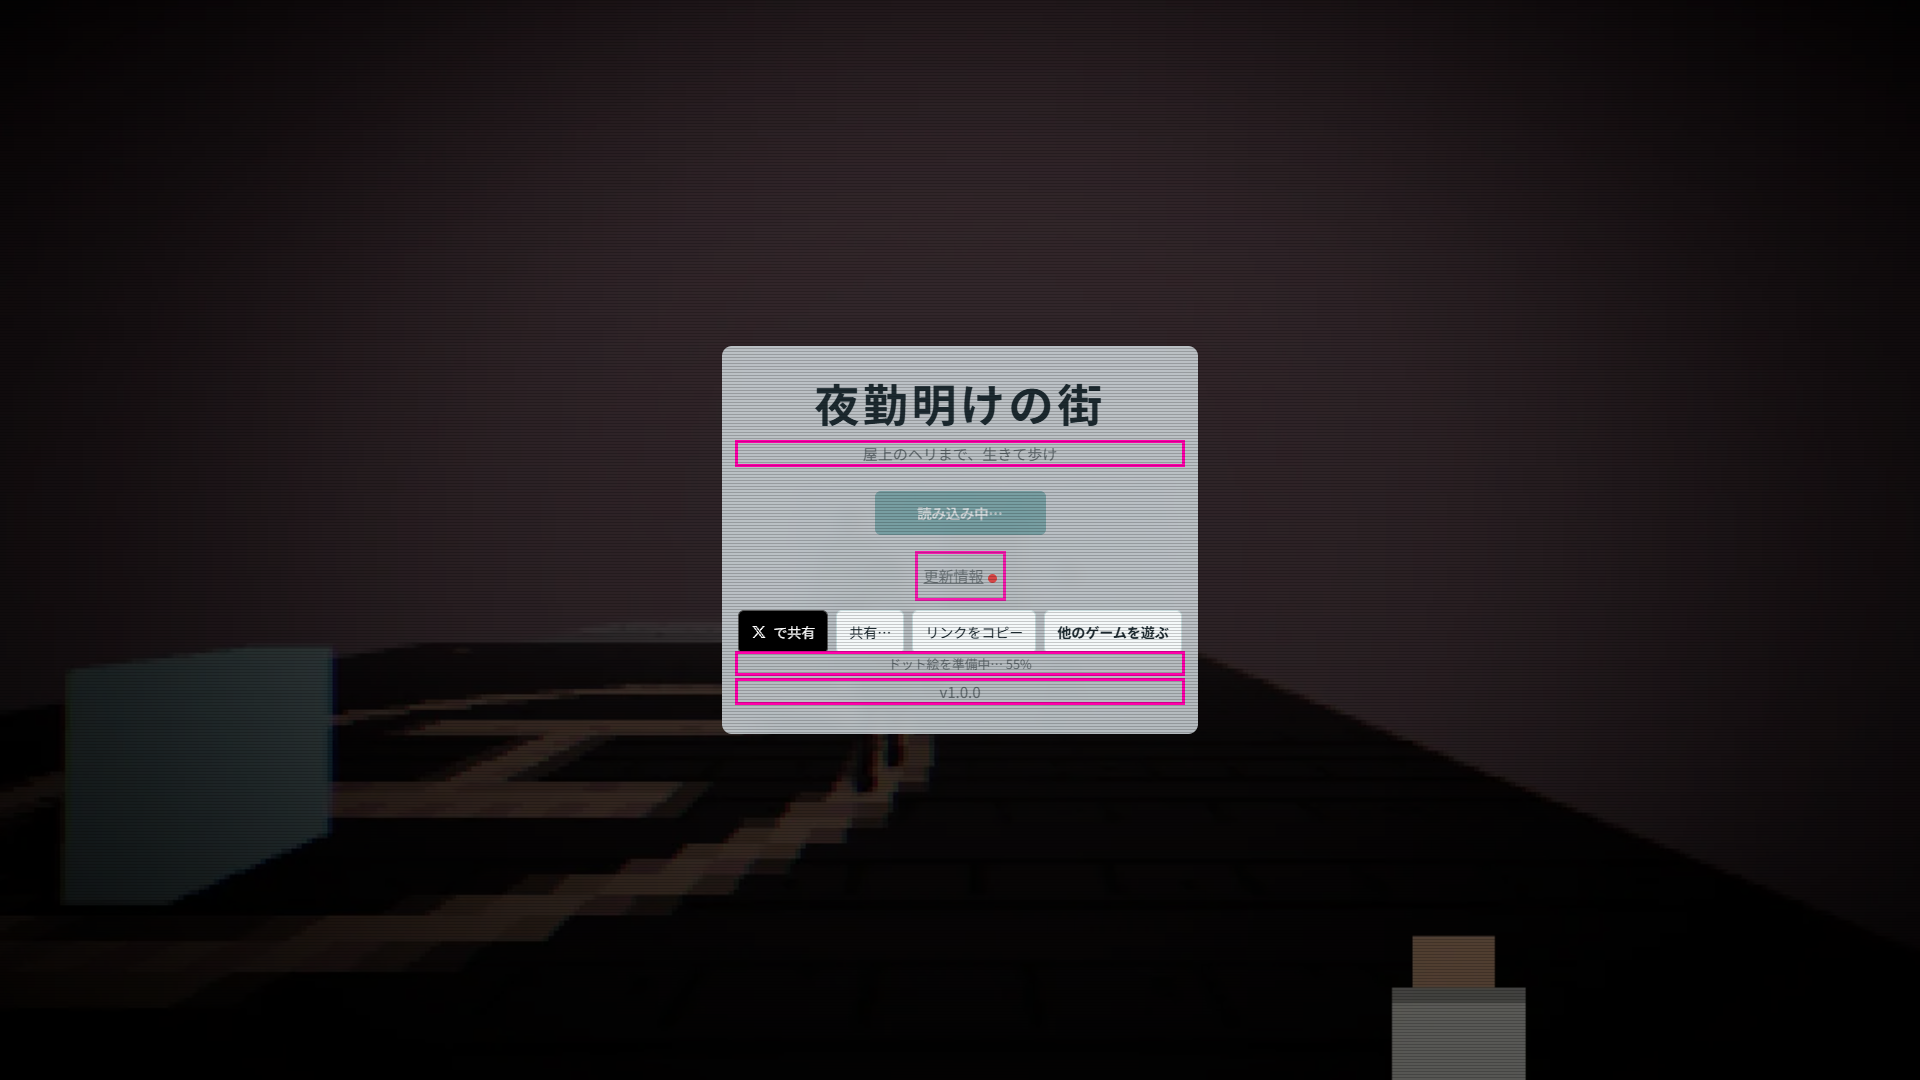 夜勤明けの街
屋上のヘリまで、生きて歩け
読み込み中…
更新情報
𝕏 で共有 共有… リンクをコピー 他のゲームを遊ぶ
ドット絵を準備中… 55%
v1.0.0